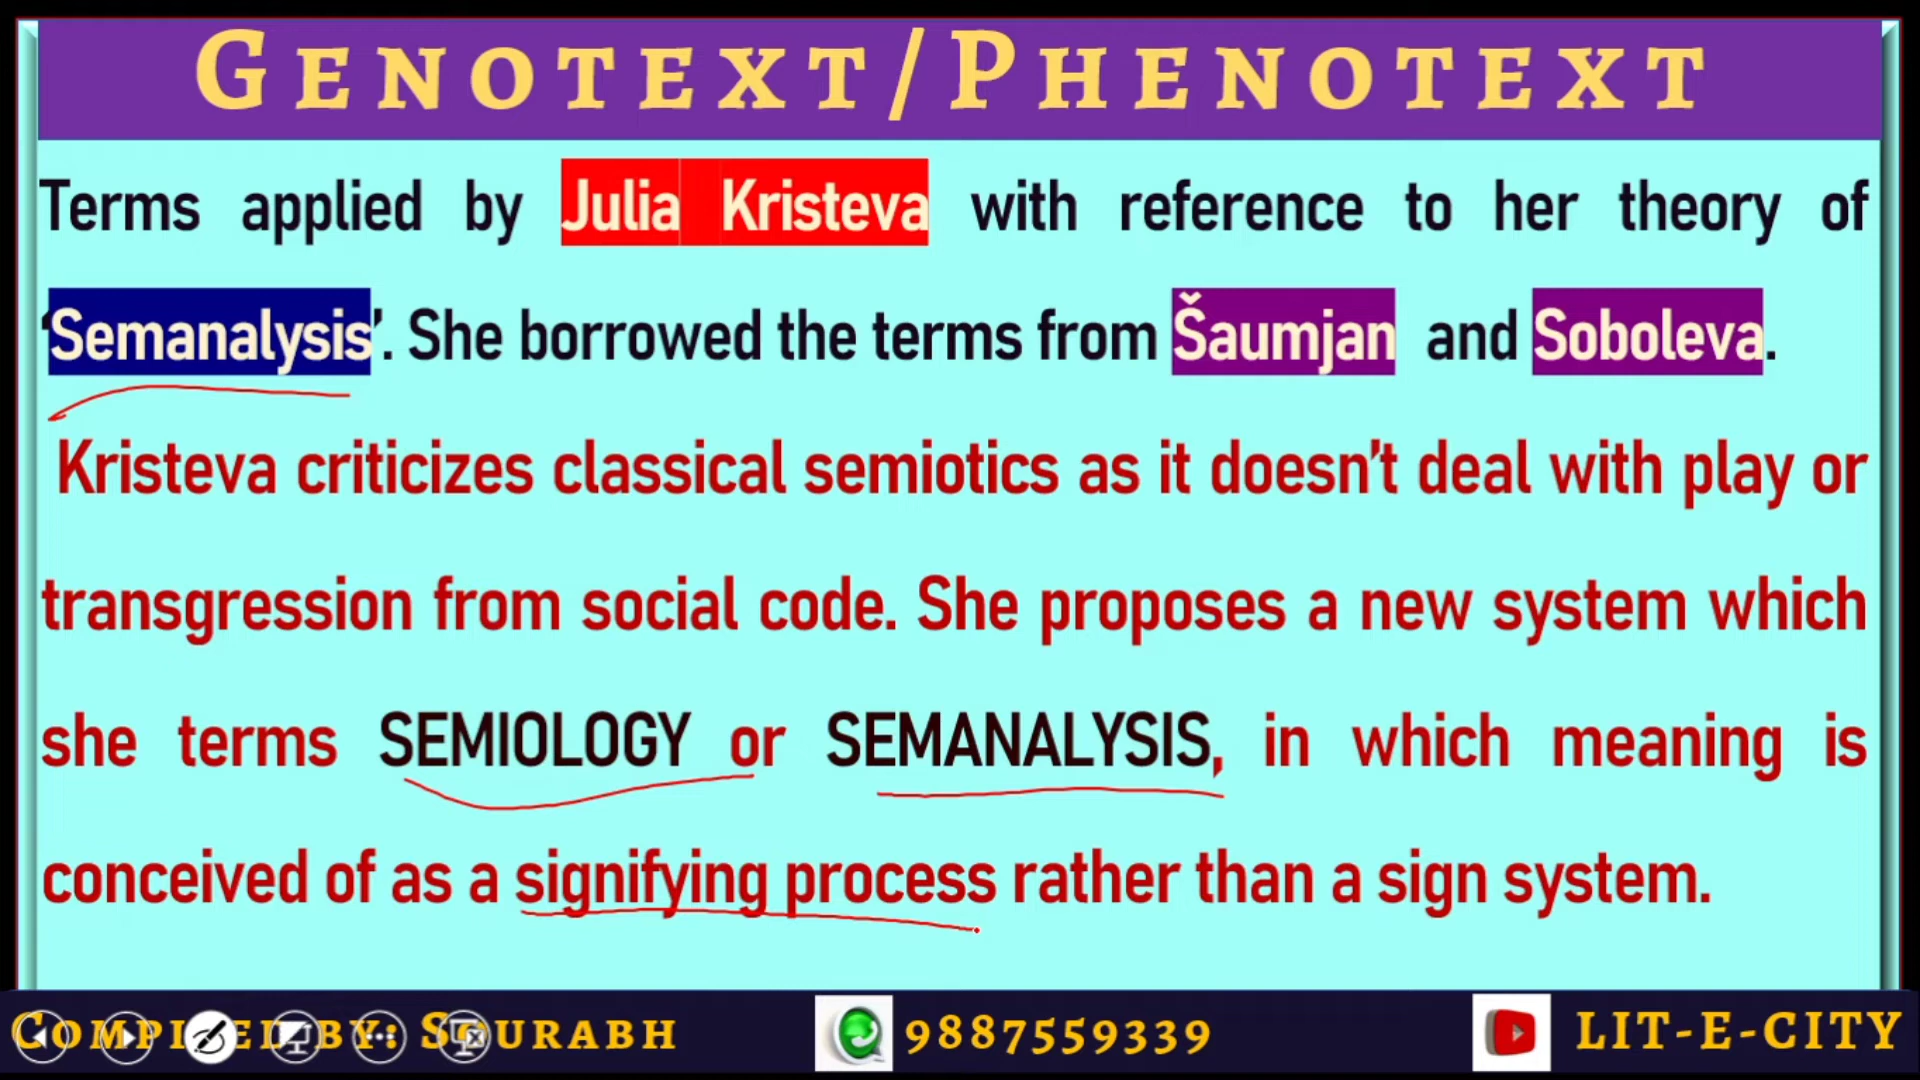 GENOTEXT/PHENOTEXT
Terms applied by Julia Kristeva with reference to her theory of
‘Semanalysis’. She borrowed the terms from Šaumjan and Soboleva.
Kristeva criticizes classical semiotics as it doesn’t deal with play or
transgression from social code. She proposes a new system which
she terms SEMIOLOGY or SEMANALYSIS, in which meaning is
conceived of as a signifying process rather than a sign system.
COMPILED BY: SOURABH
9887559339
LIT-E-CITY